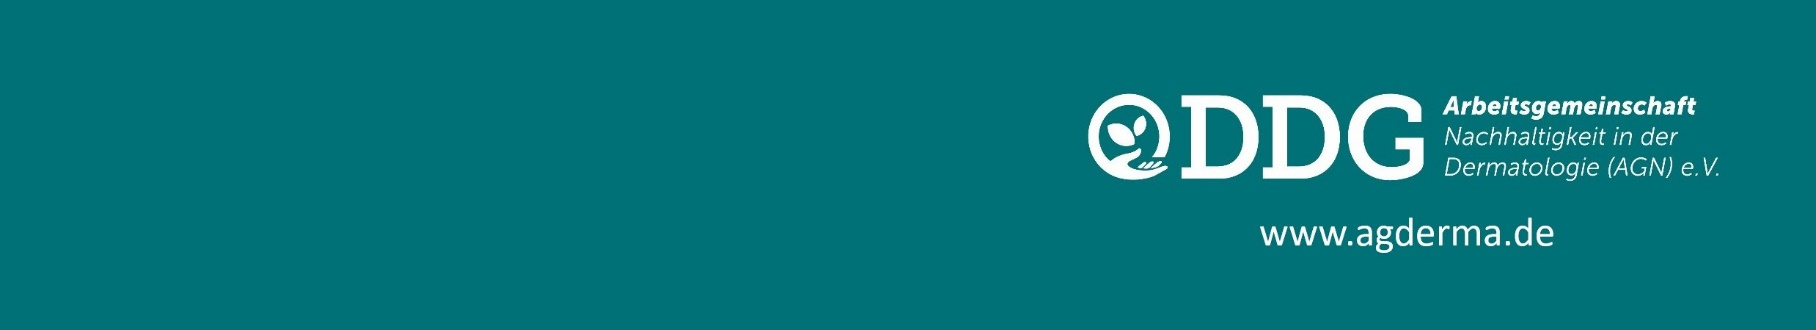 DDG
Arbeitsgemeinschaft
Nachhaltigkeit in der
Dermatologie (AGN) e.V.
www.agderma.de